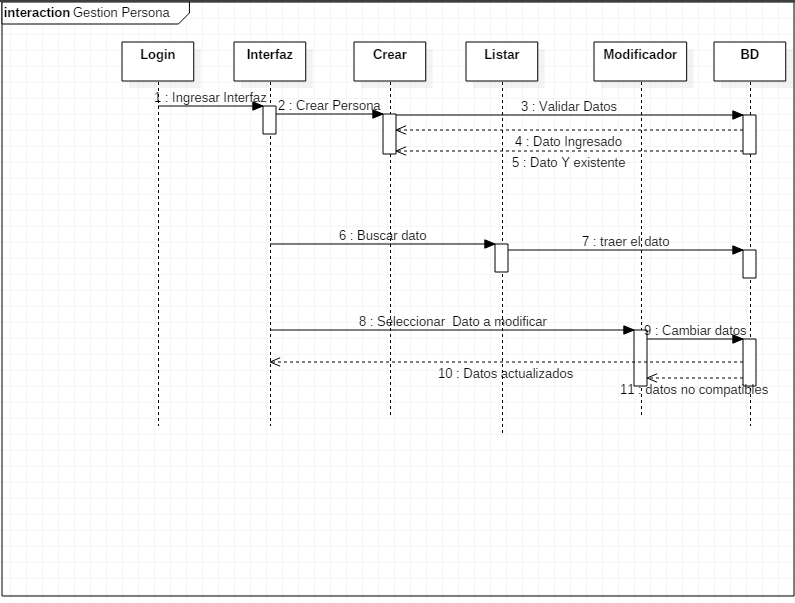 interaction Gestion Persona
Login
Interfaz
Crear
Listar
Modificador
BD
1 : Ingresar Interfaz
2 : Crear Persona
3 : Validar Datos
4 : Dato Ingresado
5 : Dato Y existente
6 : Buscar dato
7 : traer el dato
8 : Seleccionar Dato a modificar
9 : Cambiar datos
10 : Datos actualizados
11 : datos no compatibles